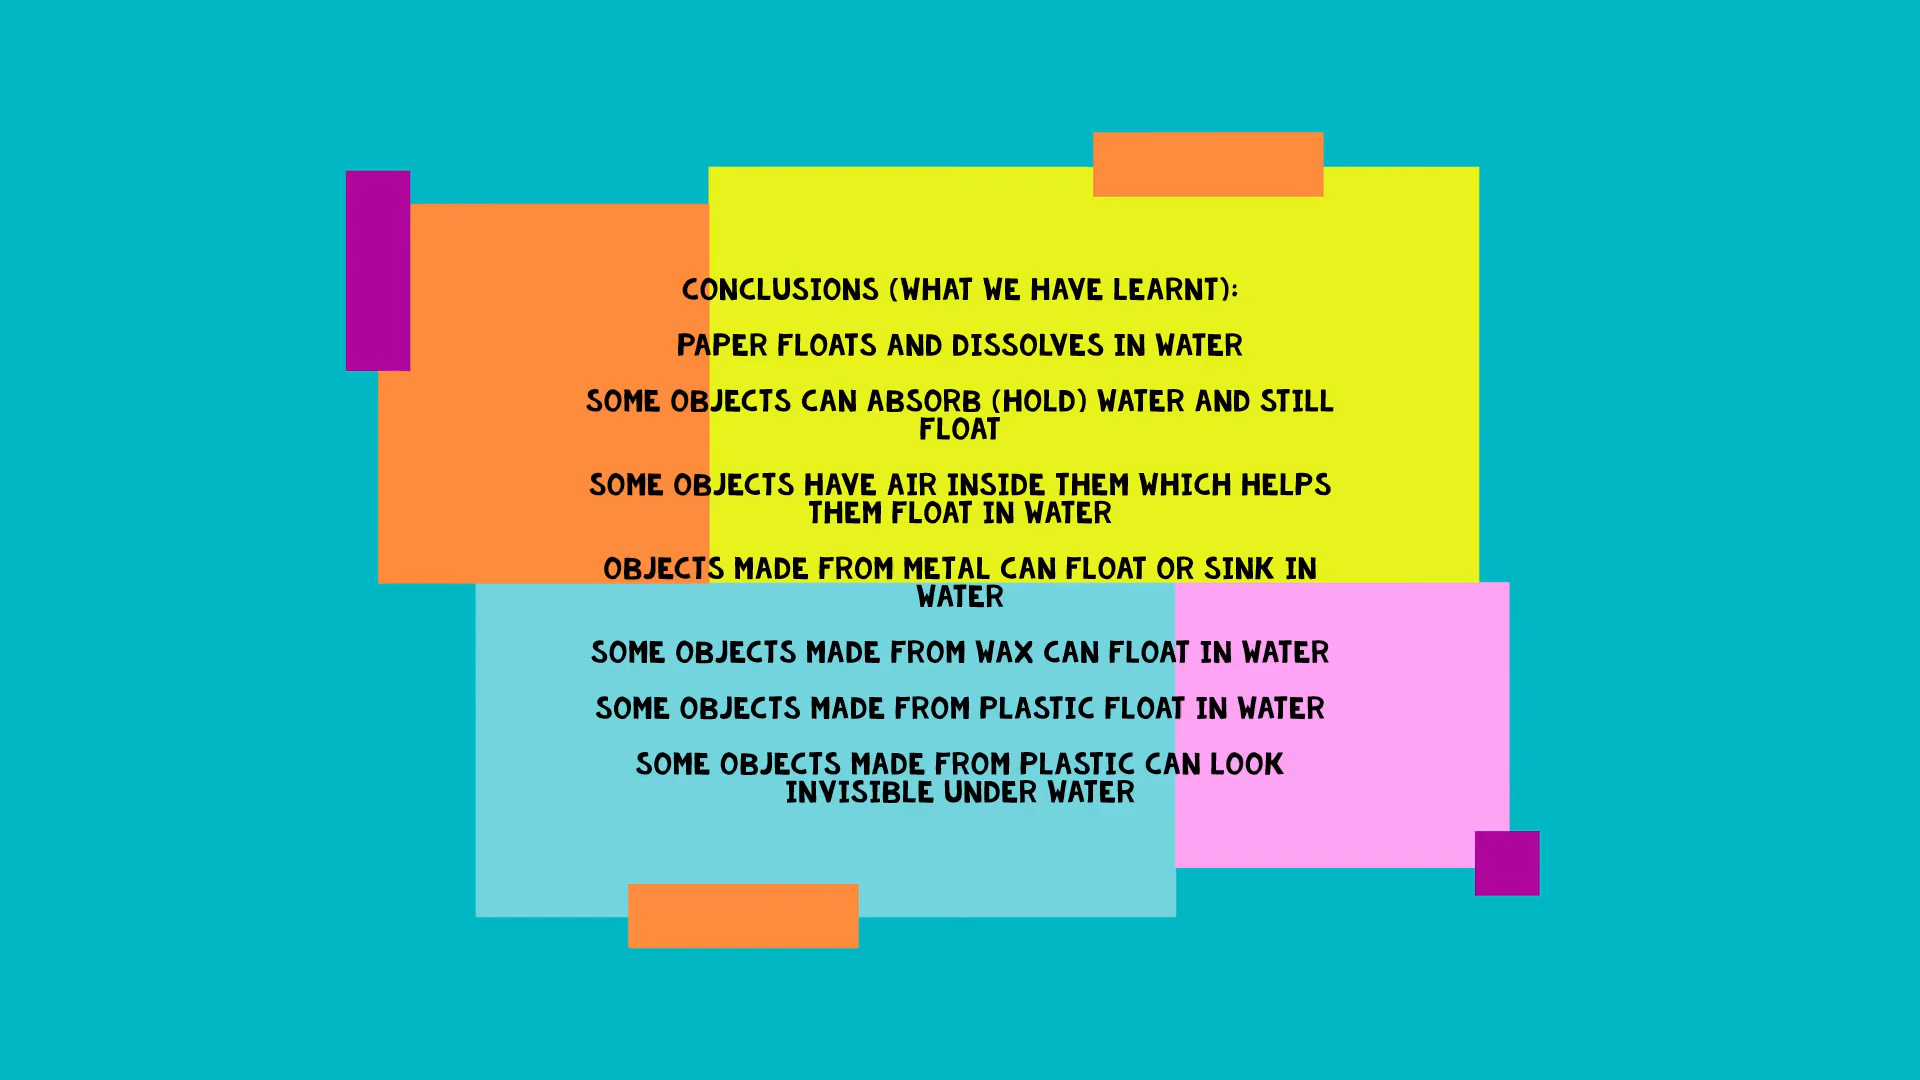 CONCLUSIONS (WHAT WE HAVE LEARNT):
PAPER FLOATS AND DISSOLVES IN WATER
SOME OBJECTS CAN ABSORB (HOLD) WATER AND STILL
FLOAT
SOME OBJECTS HAVE AIR INSIDE THEM WHICH HELPS
THEM FLOAT IN WATER
OBJECTS MADE FROM METAL CAN FLOAT OR SINK IN
WATER
SOME OBJECTS MADE FROM WAX CAN FLOAT IN WATER
SOME OBJECTS MADE FROM PLASTIC FLOAT IN WATER
SOME OBJECTS MADE FROM PLASTIC CAN LOOK
INVISIBLE UNDER WATER